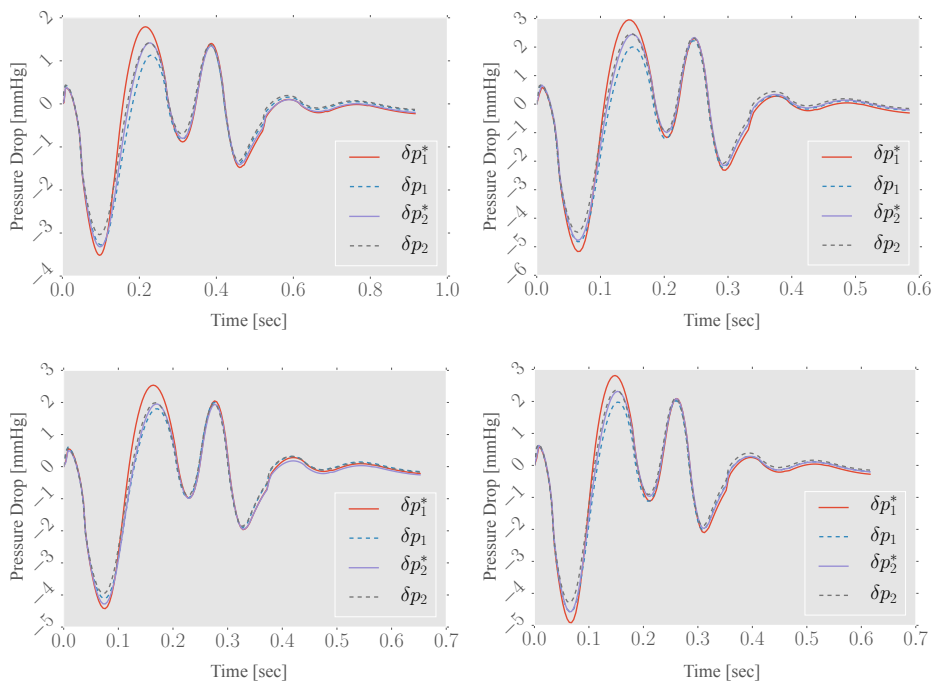 2
1
0
−1
−2
−3
−4
Pressure Drop [mmHg]
δp₁*
δp₁
δp₂*
δp₂
0.0 0.2 0.4 0.6 0.8 1.0
Time [sec]
3
2
1
0
−1
−2
−3
−4
−5
−6
Pressure Drop [mmHg]
δp₁*
δp₁
δp₂*
δp₂
0.0 0.1 0.2 0.3 0.4 0.5 0.6
Time [sec]
3
2
1
0
−1
−2
−3
−4
−5
Pressure Drop [mmHg]
δp₁*
δp₁
δp₂*
δp₂
0.0 0.1 0.2 0.3 0.4 0.5 0.6 0.7
Time [sec]
3
2
1
0
−1
−2
−3
−4
−5
Pressure Drop [mmHg]
δp₁*
δp₁
δp₂*
δp₂
0.0 0.1 0.2 0.3 0.4 0.5 0.6 0.7
Time [sec]